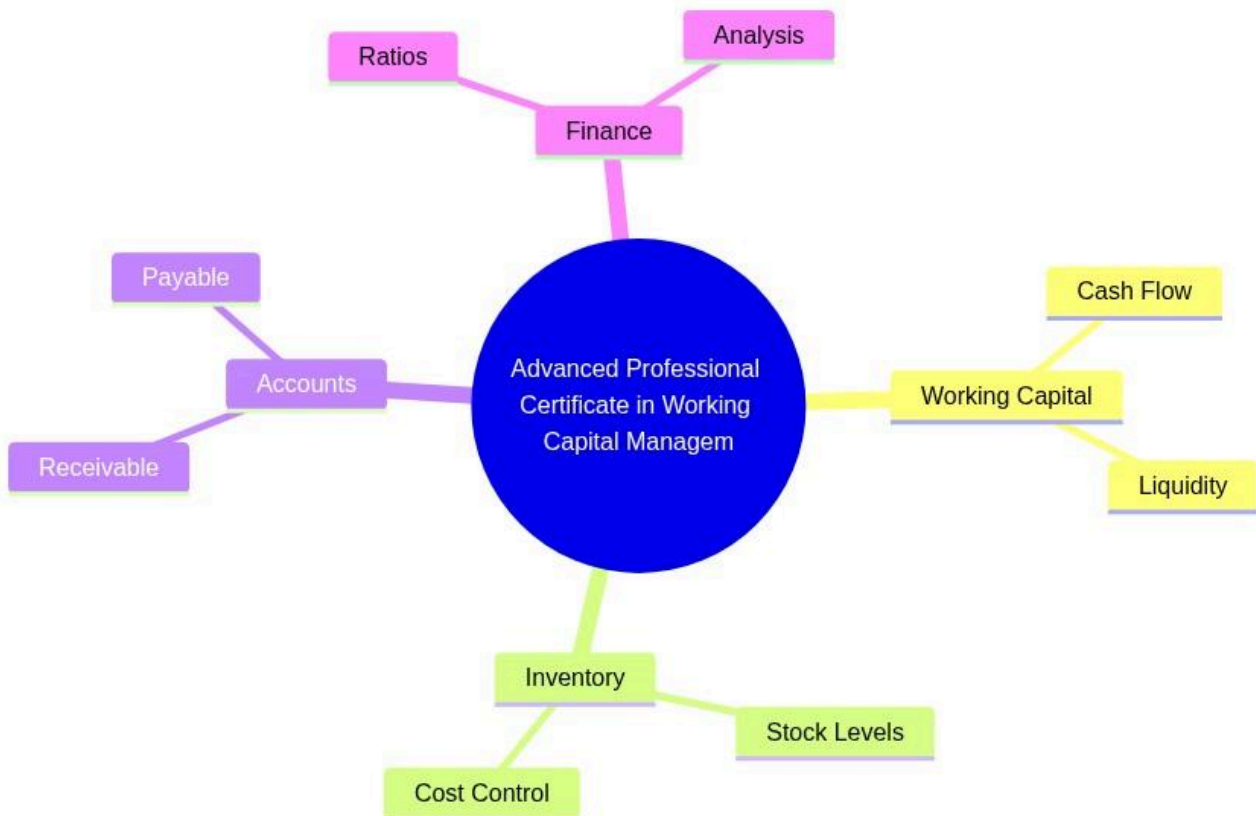 Analysis
Ratios
Finance
Payable
Cash Flow
Advanced Professional
Certificate in Working
Capital Managem
Accounts
Working Capital
Receivable
Liquidity
Inventory
Stock Levels
Cost Control